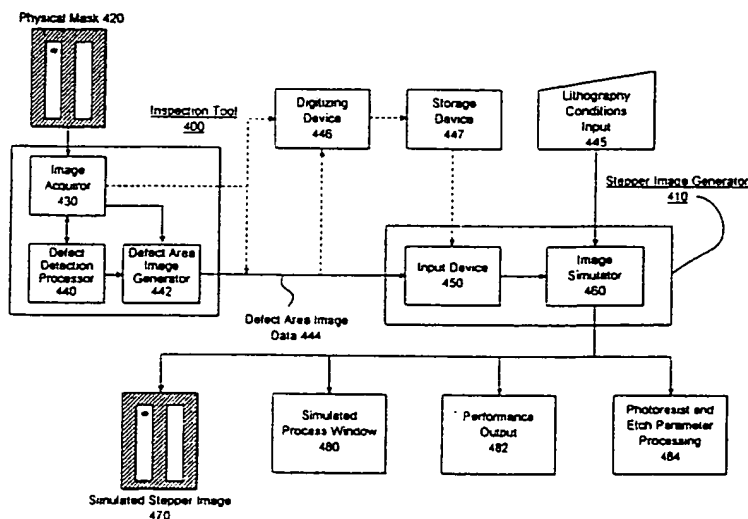 Physical Mask 420
Inspection Tool
400
Digitizing
Device
446
Storage
Device
447
Lithography
Conditions
Input
445
Image
Acquiror
430
Stepper Image Generator
410
Defect
Detection
Processor
440
Defect Area
Image
Generator
442
Input Device
450
Image
Simulator
460
Defect Area Image
Data 444
Simulated
Process Window
480
Performance
Output
482
Photoresist and
Etch Parameter
Processing
484
Simulated Stepper Image
470